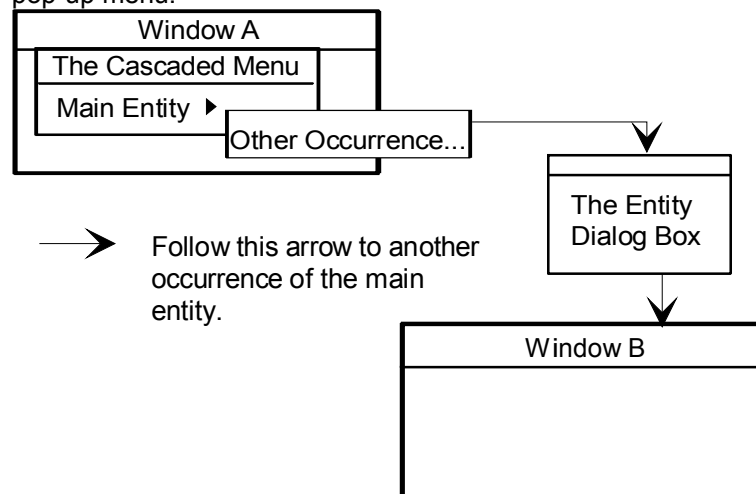 pop-up menu.
Window A
The Cascaded Menu
Main Entity
Other Occurrence...
The Entity
Dialog Box
Follow this arrow to another
occurrence of the main
entity.
Window B